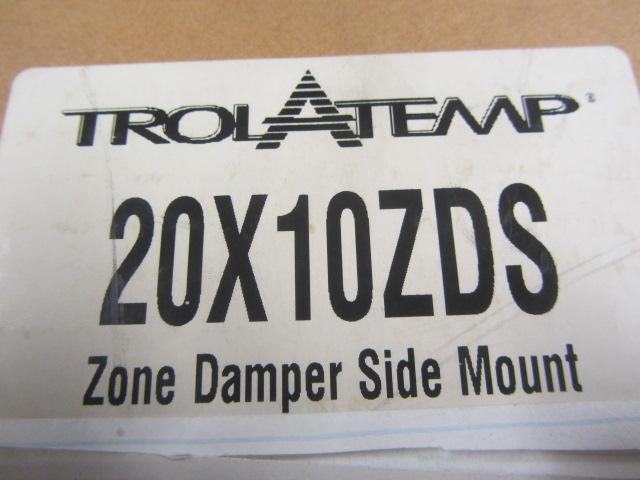 TROLATEMP®
20X10ZDS
Zone Damper Side Mount